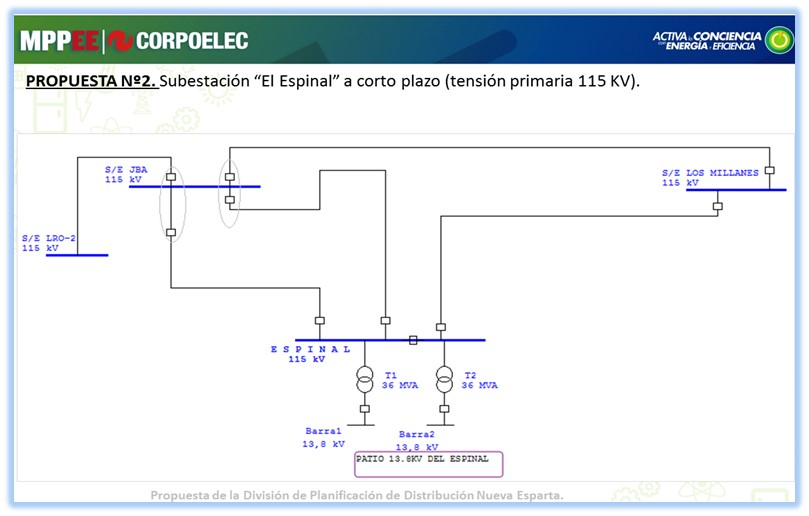 MPPEE CORPOELEC
ACTIVA la CONCIENCIA
con ENERGÍA y EFICIENCIA
PROPUESTA Nº2. Subestación “El Espinal” a corto plazo (tensión primaria 115 KV).
S/E JBA
115 kV
S/E LOS MILLANES
115 kV
S/E LRO-2
115 kV
E S P I N A L
115 kV
T1
36 MVA
T2
36 MVA
Barra1
13,8 kV
Barra2
13,8 kV
PATIO 13.8KV DEL ESPINAL
Propuesta de la División de Planificación de Distribución Nueva Esparta.